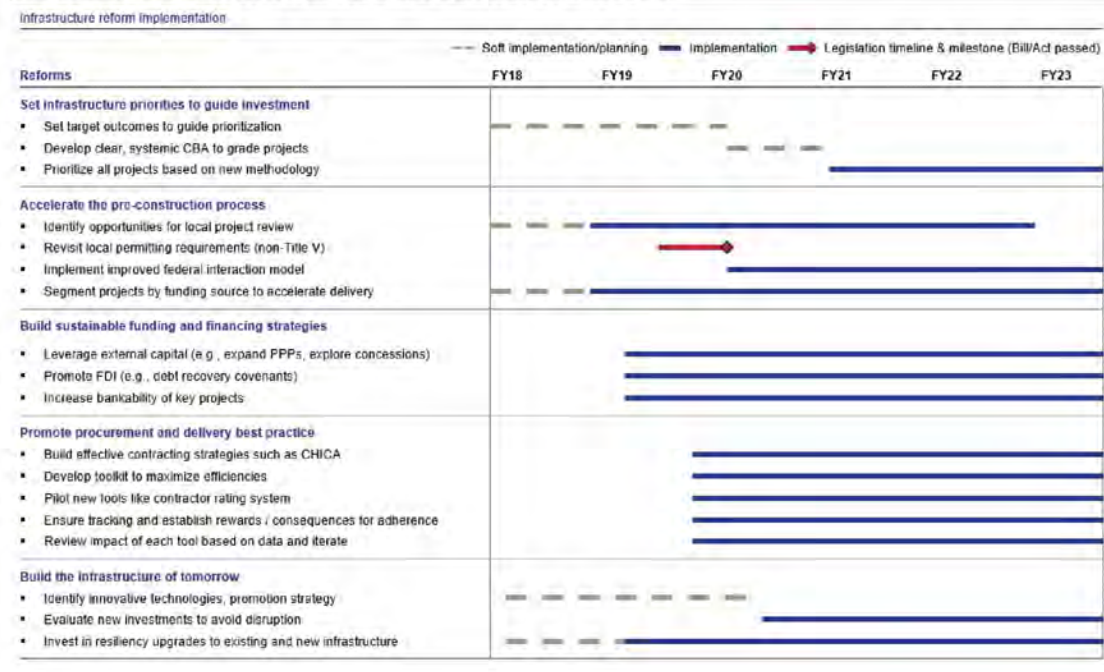 Infrastructure reform implementation
Soft implementation/planning Implementation Legislation timeline & milestone (Bill/Act passed)
Reforms FY18 FY19 FY20 FY21 FY22 FY23
Set infrastructure priorities to guide investment
▪ Set target outcomes to guide prioritization
▪ Develop clear, systemic CBA to grade projects
▪ Prioritize all projects based on new methodology
Accelerate the pre-construction process
▪ Identify opportunities for local project review
▪ Revisit local permitting requirements (non-Title V)
▪ Implement improved federal interaction model
▪ Segment projects by funding source to accelerate delivery
Build sustainable funding and financing strategies
▪ Leverage external capital (e.g., expand PPPs, explore concessions)
▪ Promote FDI (e.g., debt recovery covenants)
▪ Increase bankability of key projects
Promote procurement and delivery best practice
▪ Build effective contracting strategies such as CHICA
▪ Develop toolkit to maximize efficiencies
▪ Pilot new tools like contractor rating system
▪ Ensure tracking and establish rewards / consequences for adherence
▪ Review impact of each tool based on data and iterate
Build the infrastructure of tomorrow
▪ Identify innovative technologies, promotion strategy
▪ Evaluate new investments to avoid disruption
▪ Invest in resiliency upgrades to existing and new infrastructure